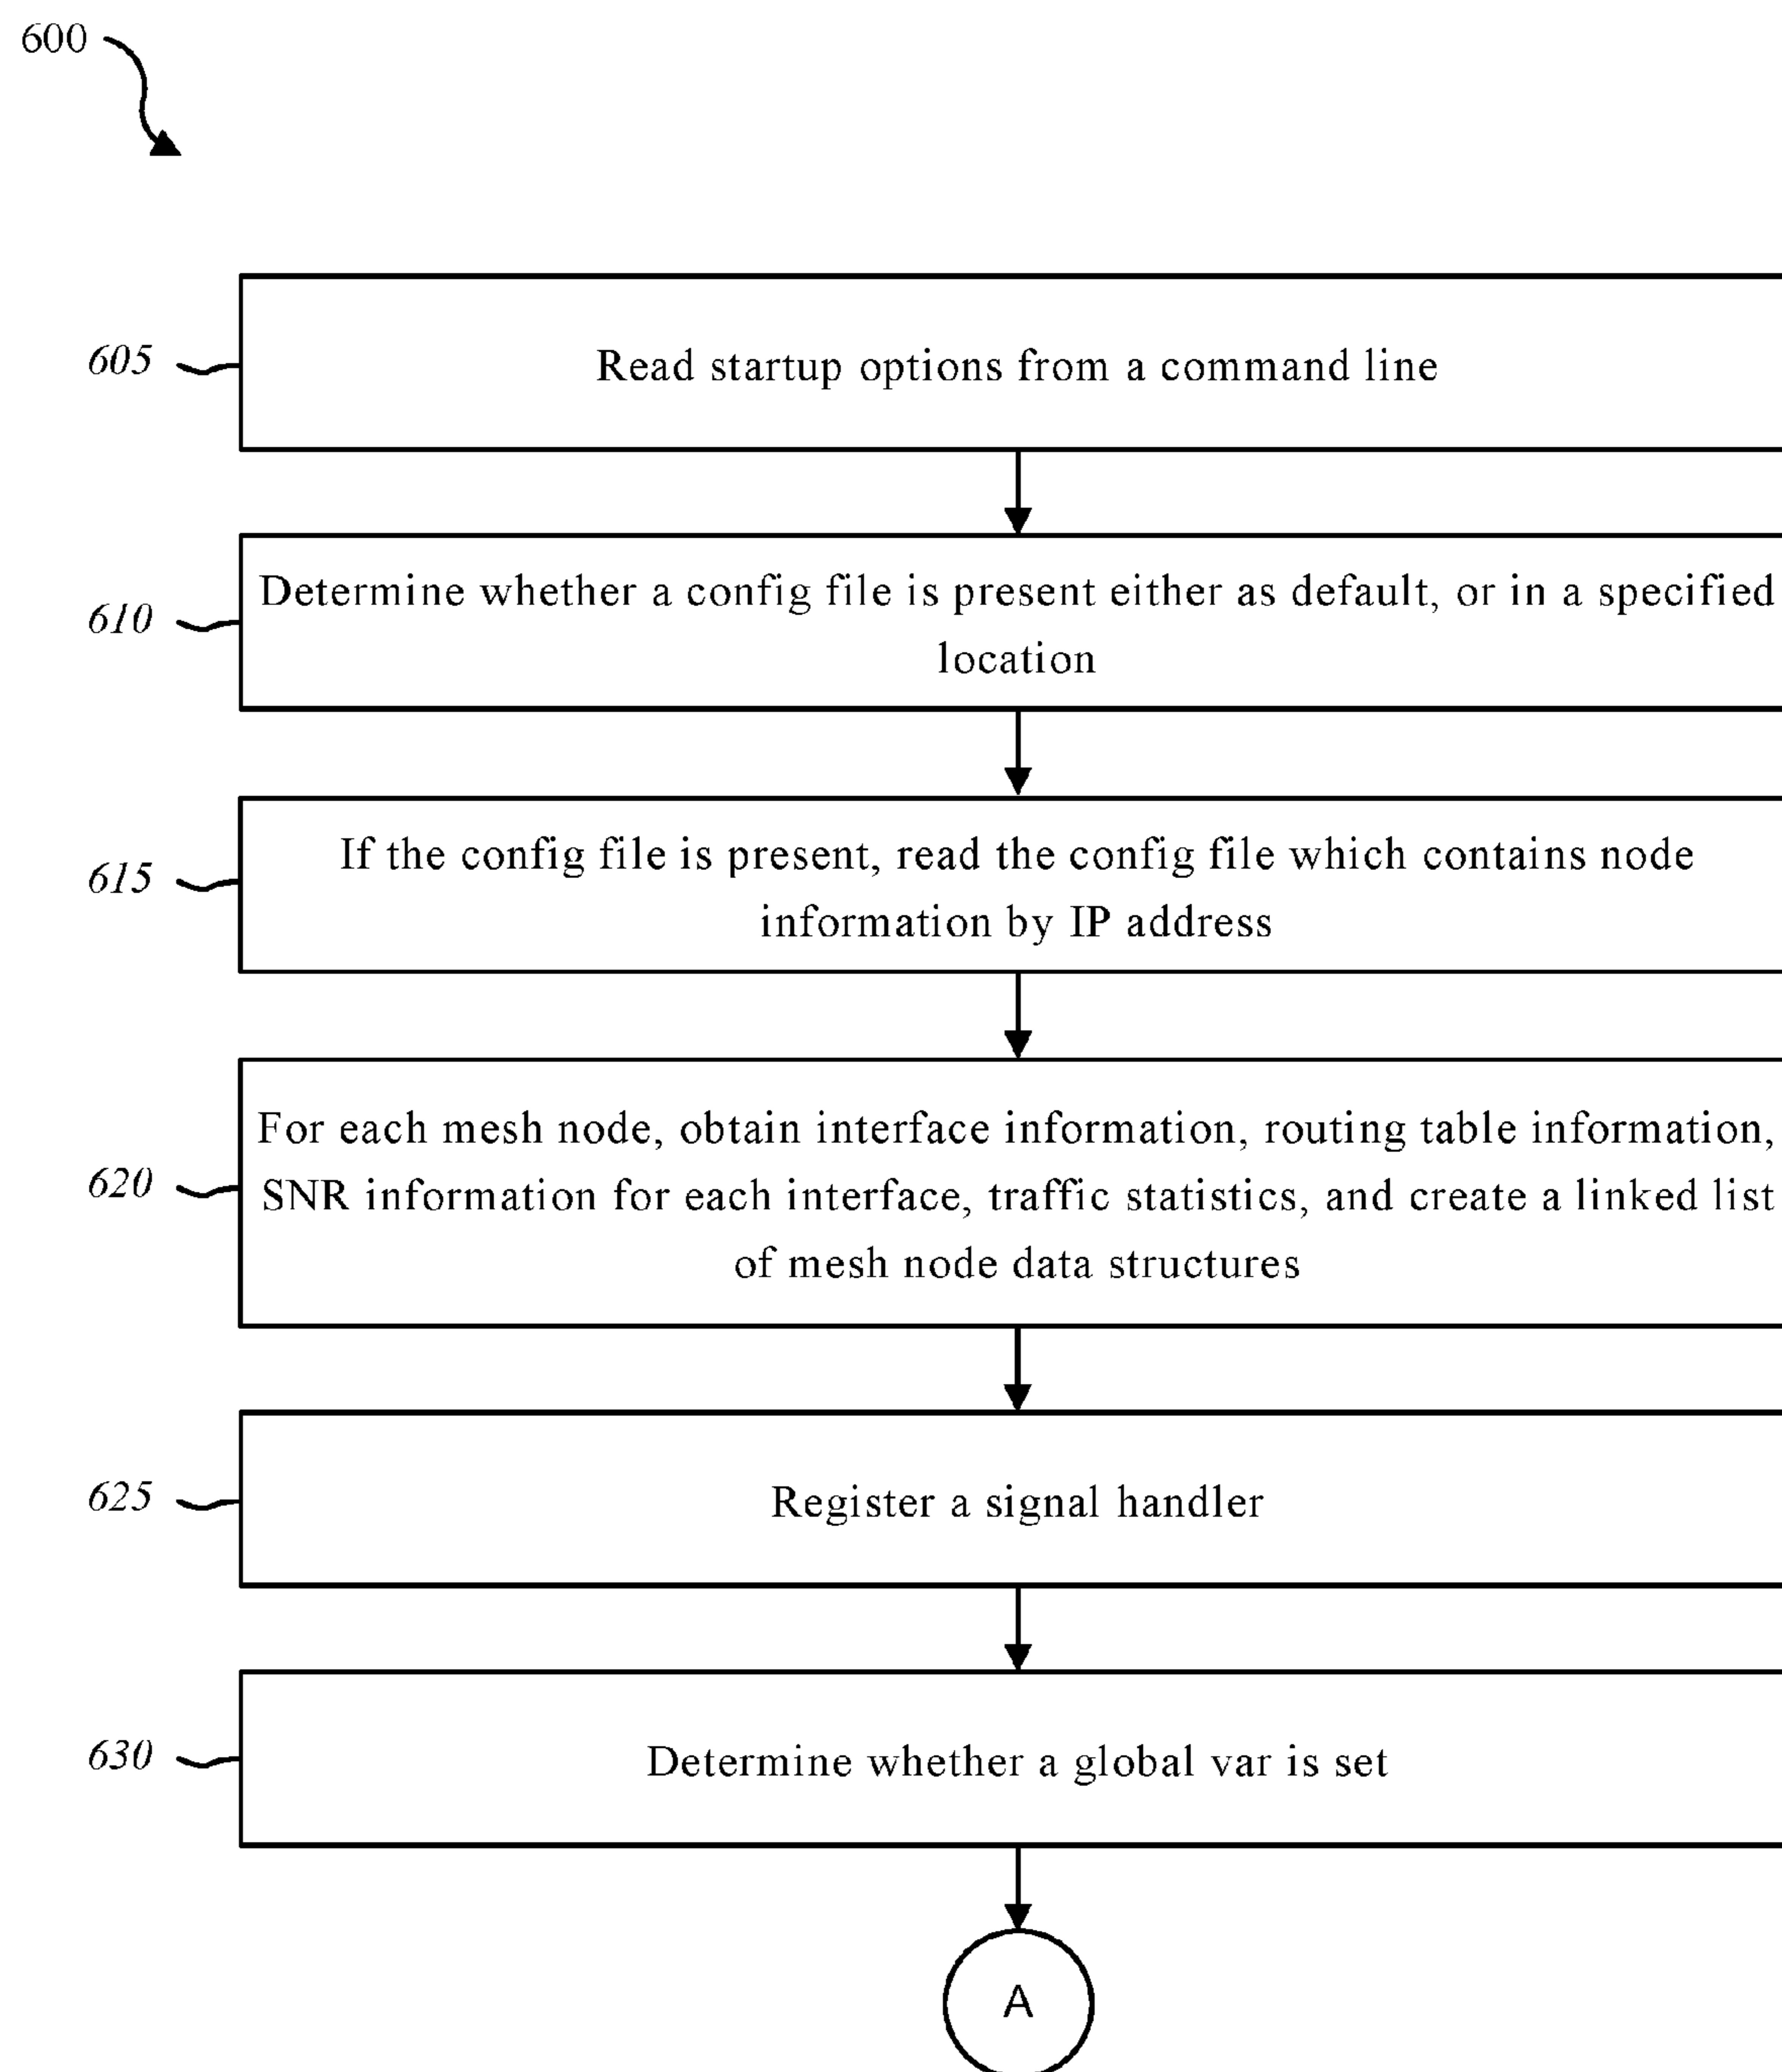 600
605
Read startup options from a command line
610
Determine whether a config file is present either as default, or in a specified
location
615
If the config file is present, read the config file which contains node
information by IP address
620
For each mesh node, obtain interface information, routing table information,
SNR information for each interface, traffic statistics, and create a linked list
of mesh node data structures
625
Register a signal handler
630
Determine whether a global var is set
A